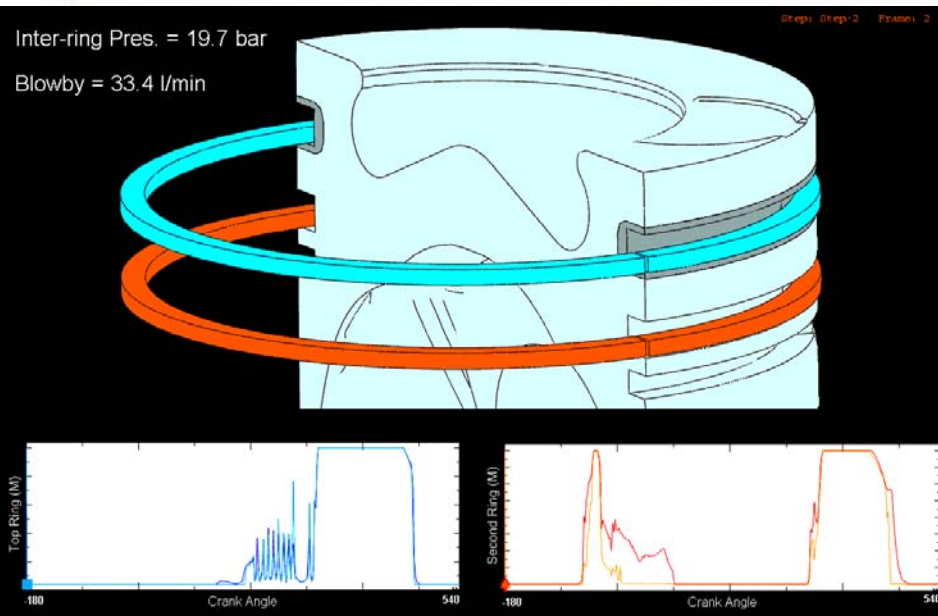 Step: Step-2 Frame: 2
Inter-ring Pres. = 19.7 bar
Blowby = 33.4 l/min
Top Ring (M)
-180
Crank Angle
540
Second Ring (M)
-180
Crank Angle
540